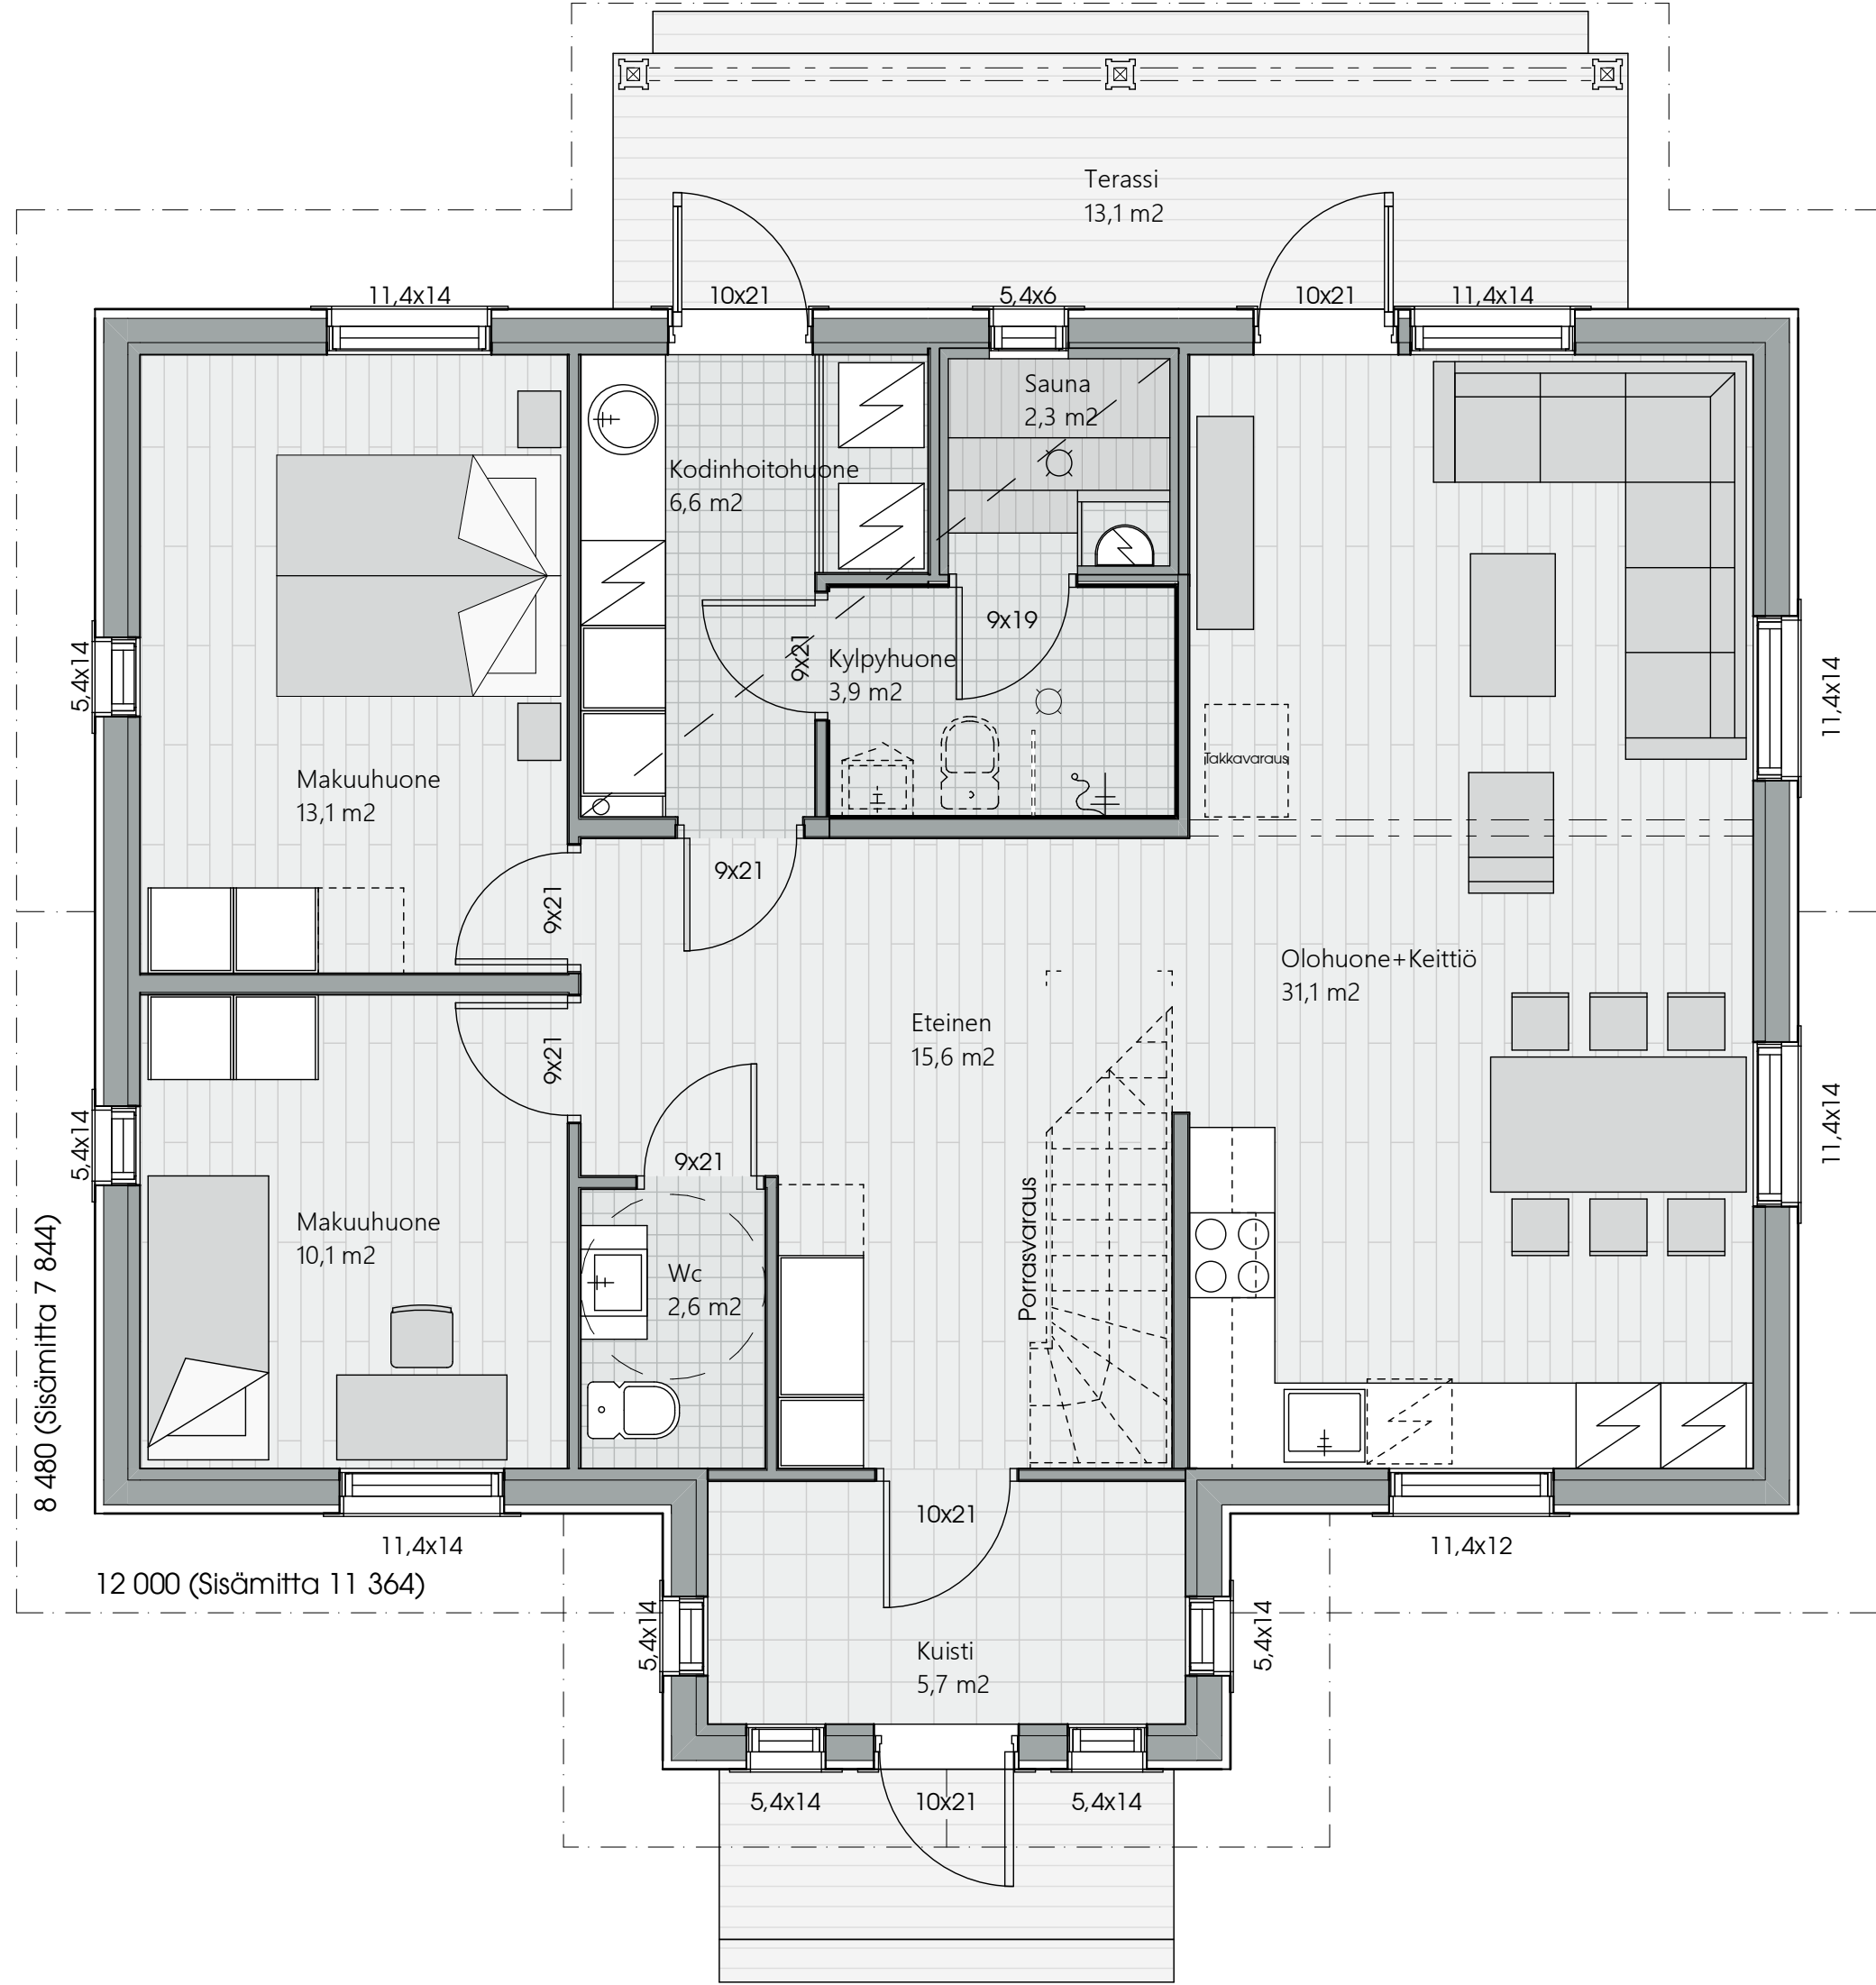 Terassi
13,1 m2
11,4x14
10x21
5,4x6
10x21
11,4x14
Sauna
2,3 m2
Kodinhoitohuone
6,6 m2
9x19
9x21
Kylpyhuone
3,9 m2
5,4x14
11,4x14
Takkavaraus
Makuuhuone
13,1 m2
9x21
9x21
Olohuone+Keittiö
31,1 m2
Eteinen
15,6 m2
9x21
5,4x14
11,4x14
9x21
Porrasvaraus
Makuuhuone
10,1 m2
Wc
2,6 m2
8 480 (Sisämitta 7 844)
10x21
11,4x14
11,4x12
12 000 (Sisämitta 11 364)
5,4x14
5,4x14
Kuisti
5,7 m2
5,4x14
10x21
5,4x14